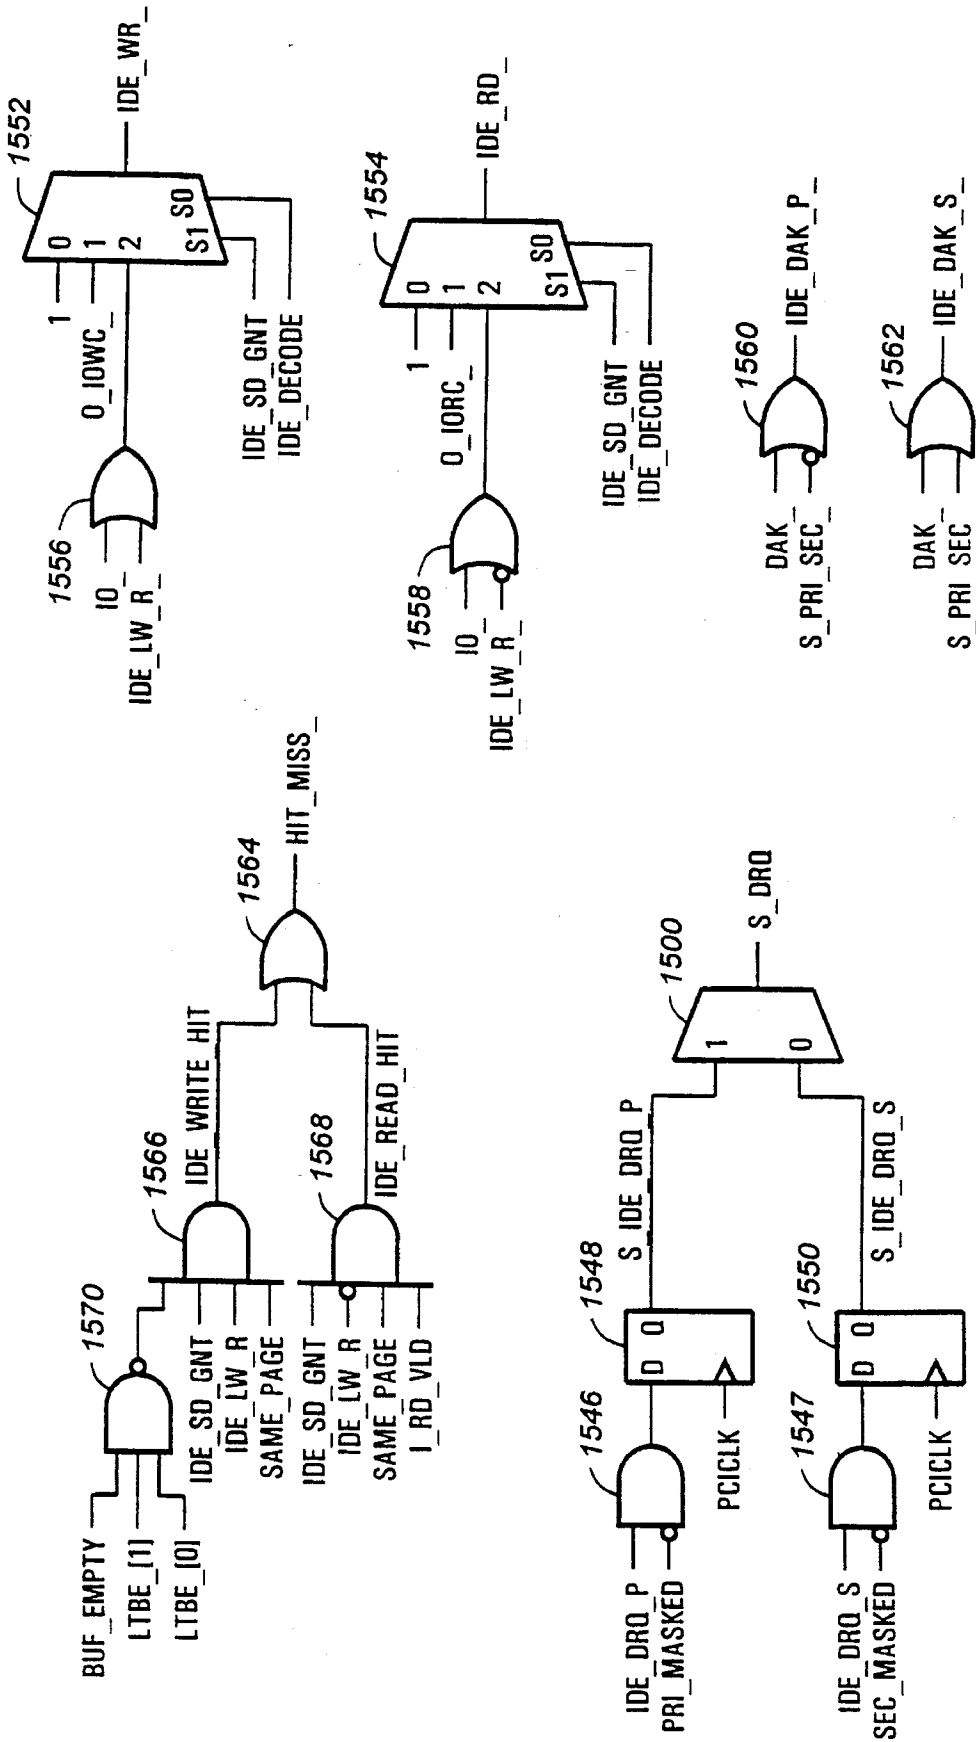 BUF_EMPTY
LTBE_[1]
LTBE_[0]
1570
IDE_SD_GNT
IDE_LW_R
SAME_PAGE
1566
IDE_WRITE_HIT
IDE_SD_GNT
IDE_LW_R
SAME_PAGE
I_RD_VLD
1568
IDE_READ_HIT
1564
HIT_MISS_
1556
IO_
IDE_LW_R_
1
O_IOWC_
0
1
2
S1
S0
1552
IDE_WR_
IDE_SD_GNT
IDE_DECODE
1558
IO_
IDE_LW_R_
1
O_IORC_
0
1
2
S1
S0
1554
IDE_RD_
IDE_SD_GNT
IDE_DECODE
IDE_DRQ_P
PRI_MASKED
1546
PCICLK
D
Q
1548
S_IDE_DRQ_P
IDE_DRQ_S
SEC_MASKED
1547
PCICLK
D
Q
1550
S_IDE_DRQ_S
1
0
1500
S_DRQ
DAK_
S_PRI_SEC_
1560
IDE_DAK_P_
DAK_
S_PRI_SEC_
1562
IDE_DAK_S_